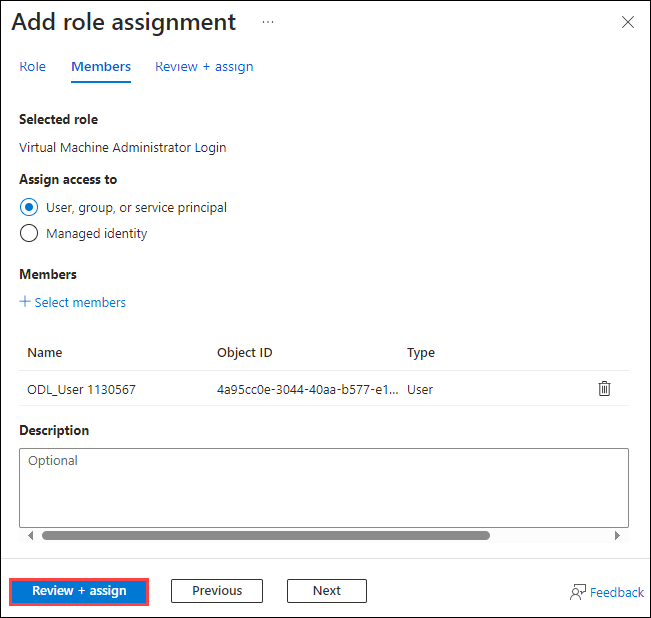 Add role assignment ...
Role Members Review + assign
Selected role
Virtual Machine Administrator Login
Assign access to
User, group, or service principal
Managed identity
Members
+ Select members
Name Object ID Type
ODL_User 1130567 4a95cc0e-3044-40aa-b577-e1... User
Description
Optional
Review + assign Previous Next Feedback